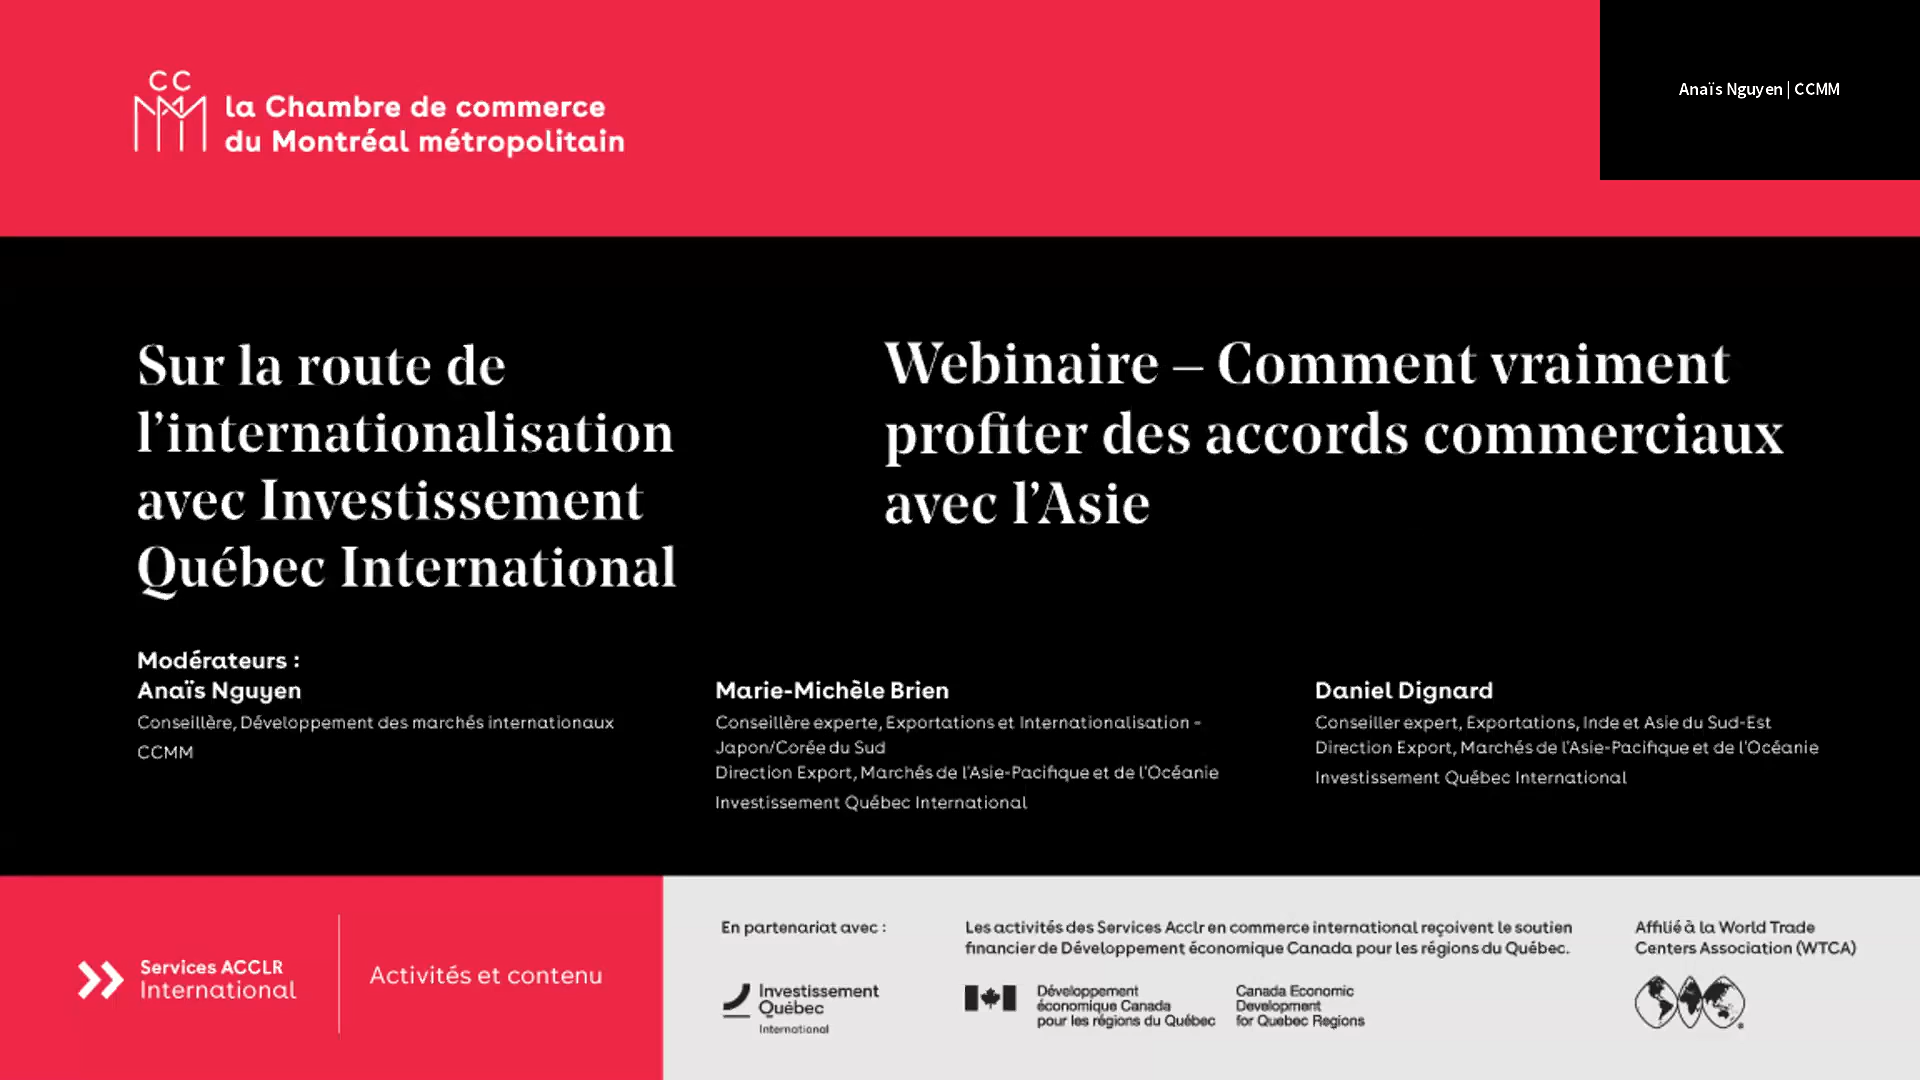 CC
MM
la Chambre de commerce
du Montréal métropolitain
Anaïs Nguyen | CCMM
Sur la route de
l’internationalisation
avec Investissement
Québec International
Webinaire – Comment vraiment
profiter des accords commerciaux
avec l’Asie
Modérateurs :
Anaïs Nguyen
Conseillère, Développement des marchés internationaux
CCMM
Marie-Michèle Brien
Conseillère experte, Exportations et Internationalisation -
Japon/Corée du Sud
Direction Export, Marchés de l’Asie-Pacifique et de l’Océanie
Investissement Québec International
Daniel Dignard
Conseiller expert, Exportations, Inde et Asie du Sud-Est
Direction Export, Marchés de l’Asie-Pacifique et de l’Océanie
Investissement Québec International
Services ACCLR
International
Activités et contenu
En partenariat avec :
Investissement
Québec
International
Les activités des Services Acclr en commerce international reçoivent le soutien
financier de Développement économique Canada pour les régions du Québec.
Développement
économique Canada
pour les régions du Québec
Canada Economic
Development
for Quebec Regions
Affilié à la World Trade
Centers Association (WTCA)